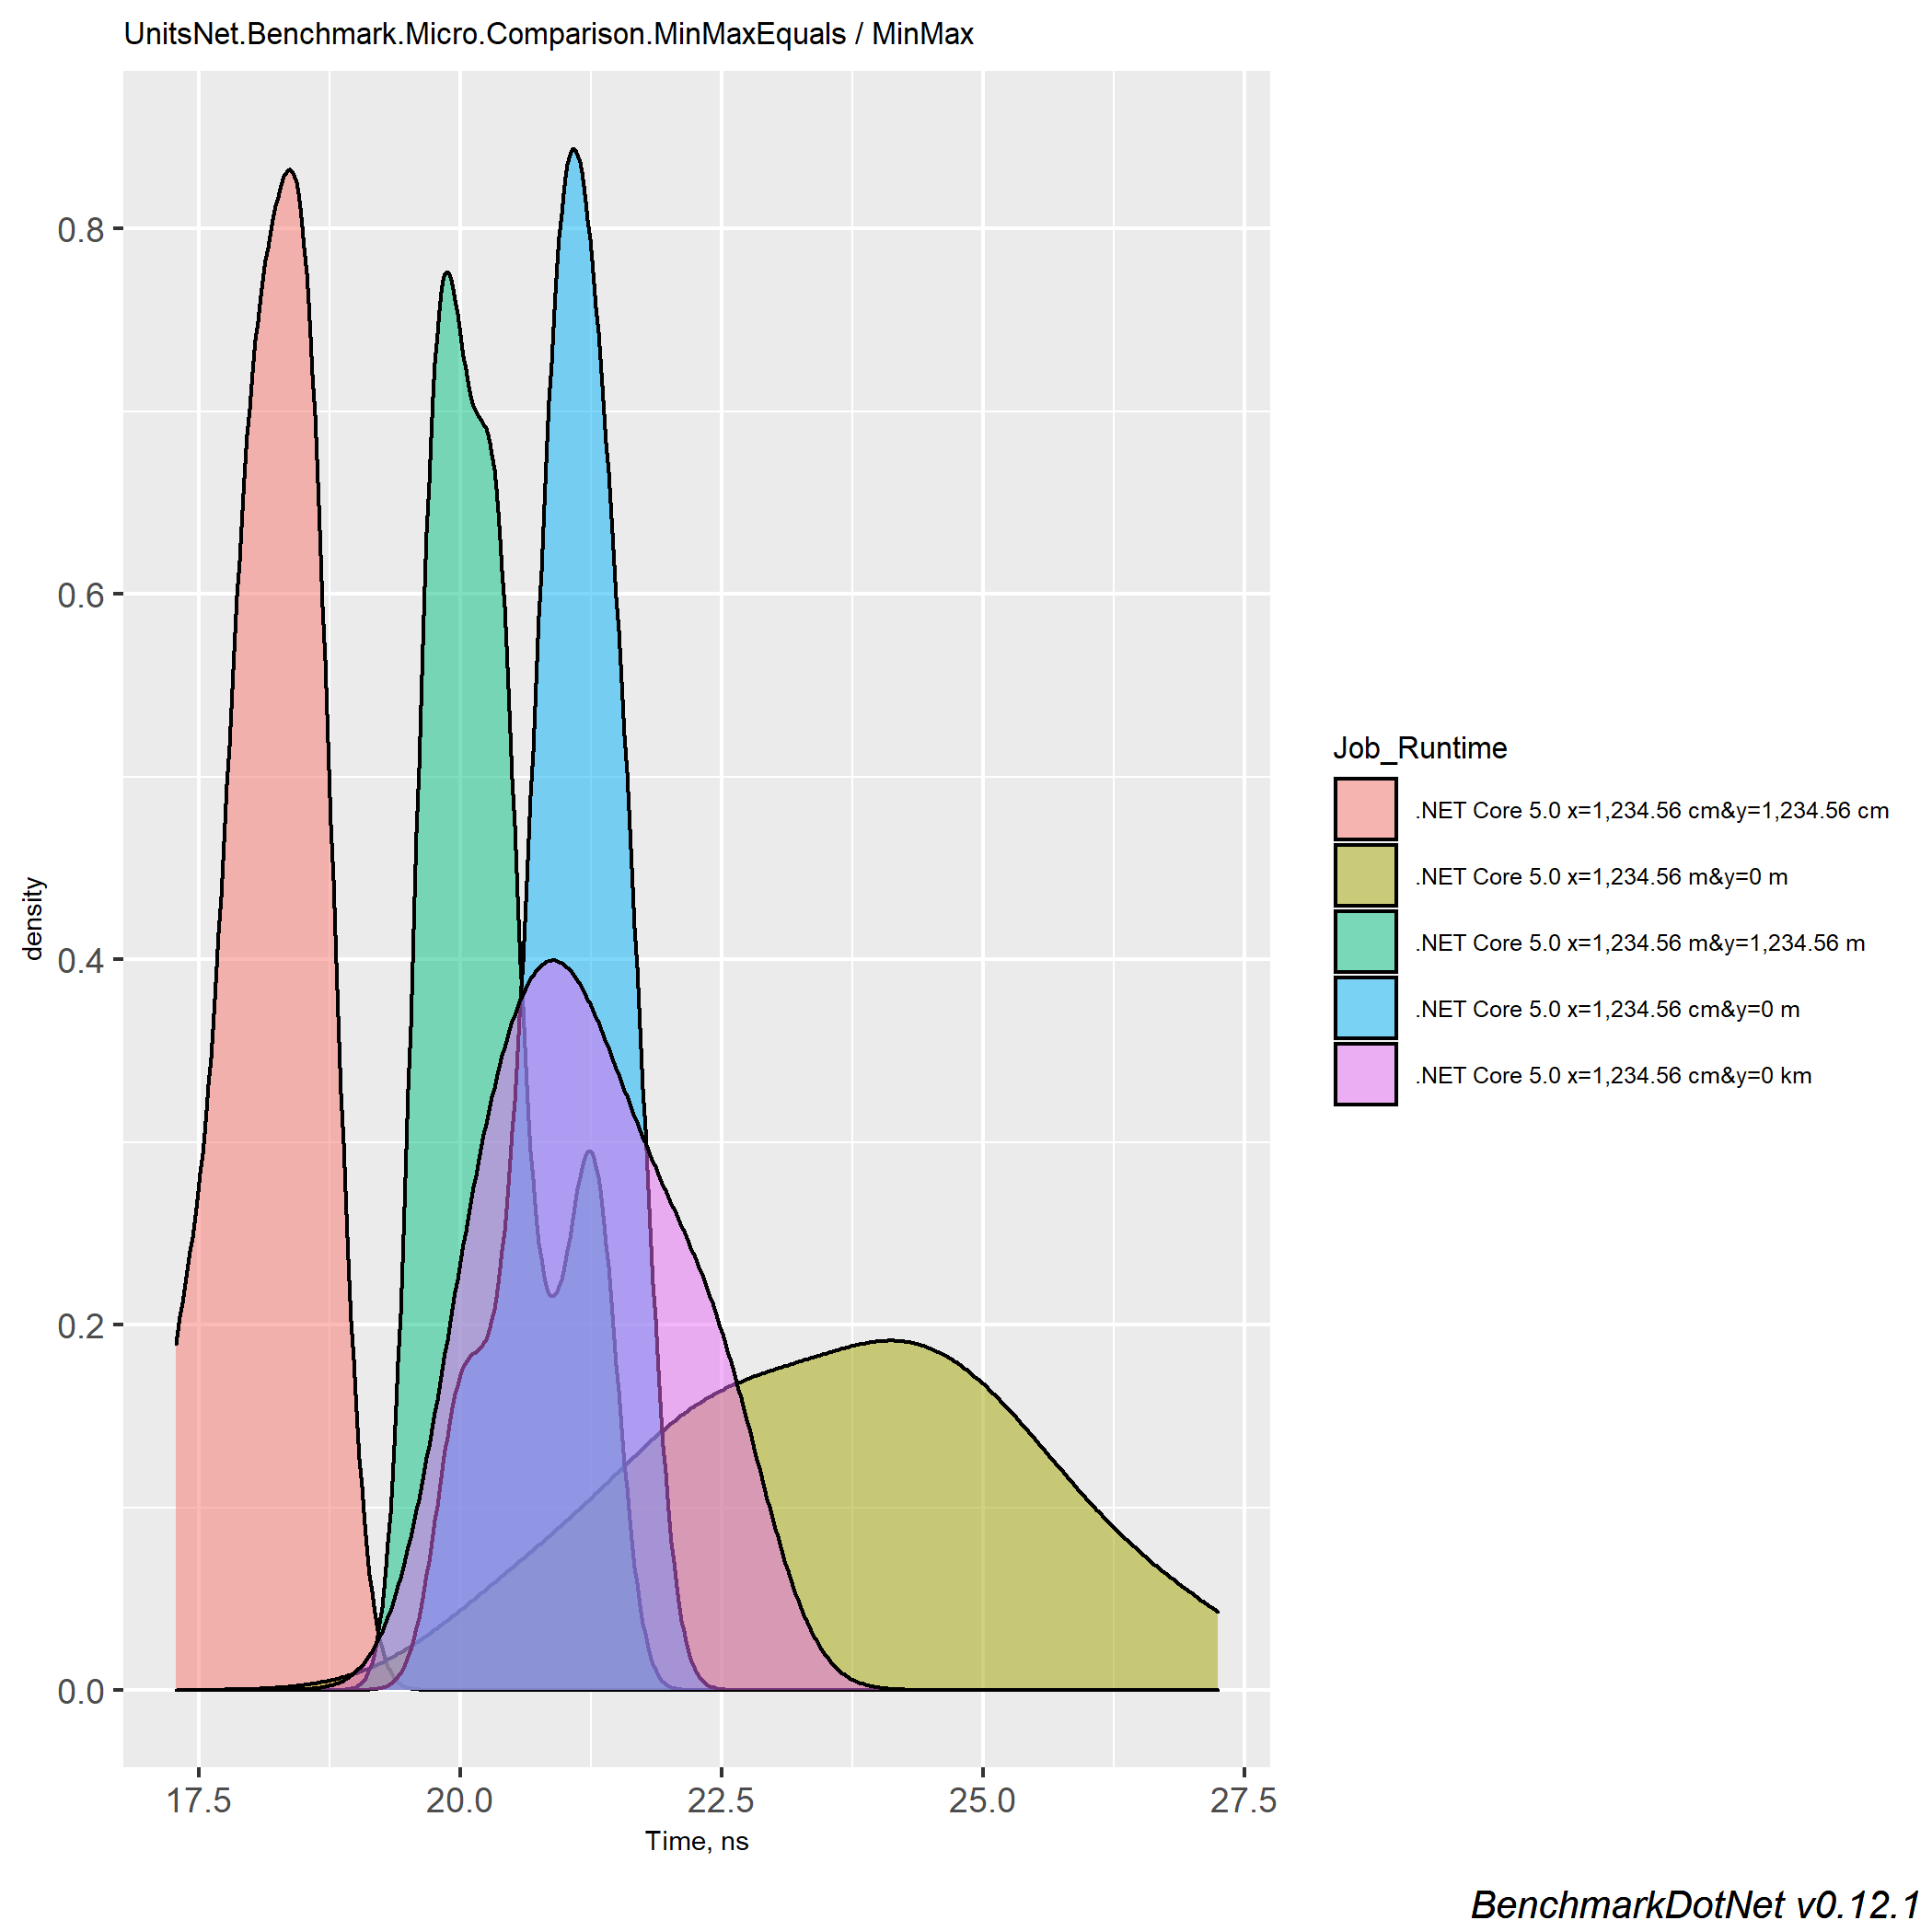 UnitsNet.Benchmark.Micro.Comparison.MinMaxEquals / MinMax
0.8
0.6
0.4
0.2
0.0
density
17.5 20.0 22.5 25.0 27.5
Time, ns
Job_Runtime
.NET Core 5.0 x=1,234.56 cm&y=1,234.56 cm
.NET Core 5.0 x=1,234.56 m&y=0 m
.NET Core 5.0 x=1,234.56 m&y=1,234.56 m
.NET Core 5.0 x=1,234.56 cm&y=0 m
.NET Core 5.0 x=1,234.56 cm&y=0 km
BenchmarkDotNet v0.12.1